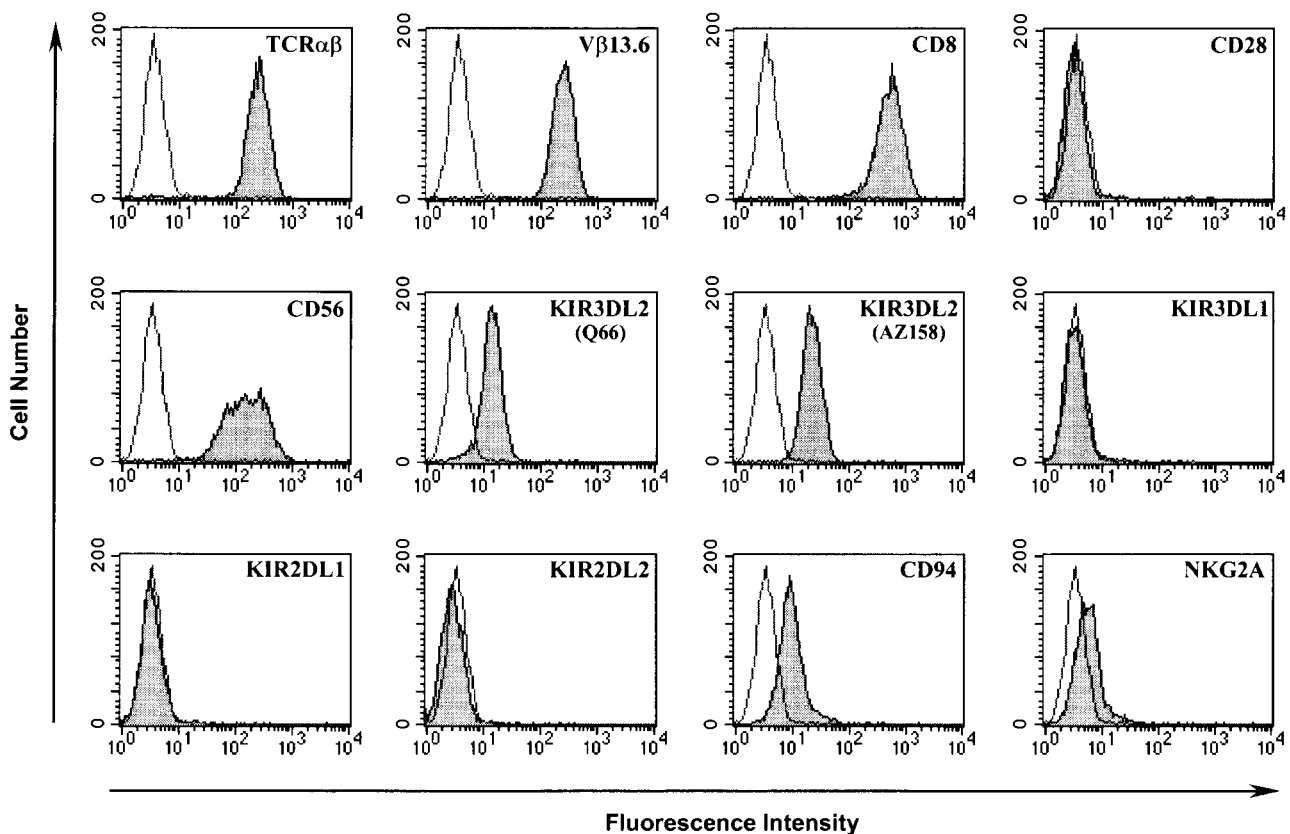 TCRαβ
200
0
10^0 10^1 10^2 10^3 10^4
Vβ13.6
200
0
10^0 10^1 10^2 10^3 10^4
CD8
200
0
10^0 10^1 10^2 10^3 10^4
CD28
200
0
10^0 10^1 10^2 10^3 10^4
CD56
200
0
10^0 10^1 10^2 10^3 10^4
KIR3DL2
(Q66)
200
0
10^0 10^1 10^2 10^3 10^4
KIR3DL2
(AZ158)
200
0
10^0 10^1 10^2 10^3 10^4
KIR3DL1
200
0
10^0 10^1 10^2 10^3 10^4
KIR2DL1
200
0
10^0 10^1 10^2 10^3 10^4
KIR2DL2
200
0
10^0 10^1 10^2 10^3 10^4
CD94
200
0
10^0 10^1 10^2 10^3 10^4
NKG2A
200
0
10^0 10^1 10^2 10^3 10^4
Cell Number
Fluorescence Intensity